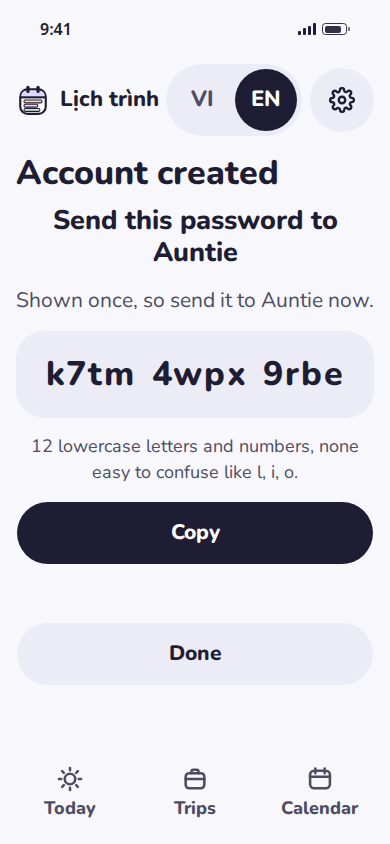 9:41
Lịch trình
VI
EN
Account created
Send this password to
Auntie
Shown once, so send it to Auntie now.
k7tm 4wpx 9rbe
12 lowercase letters and numbers, none
easy to confuse like l, i, o.
Copy
Done
Today
Trips
Calendar